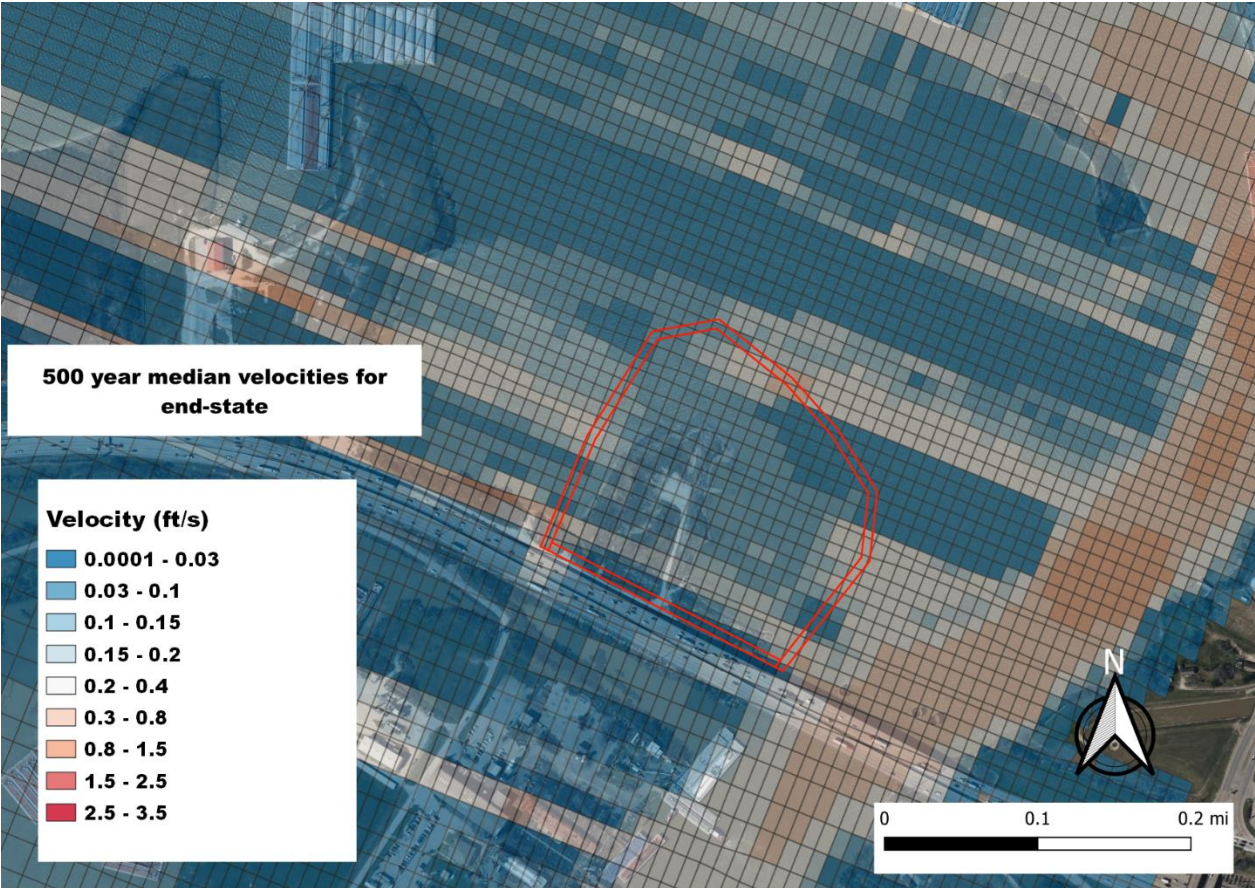 500 year median velocities for
end-state
Velocity (ft/s)
0.0001 - 0.03
0.03 - 0.1
0.1 - 0.15
0.15 - 0.2
0.2 - 0.4
0.3 - 0.8
0.8 - 1.5
1.5 - 2.5
2.5 - 3.5
N
0 0.1 0.2 mi